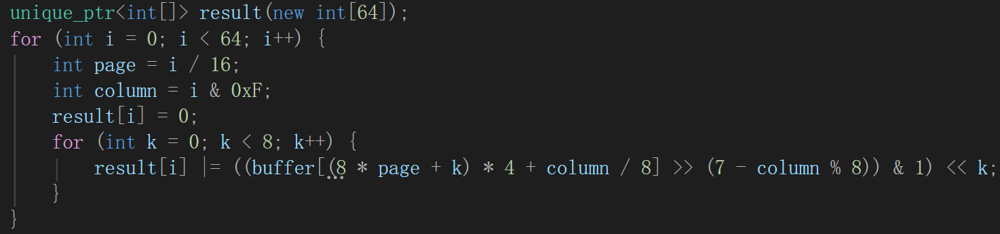 unique_ptr<int[]> result(new int[64]);
for (int i = 0; i < 64; i++) {
    int page = i / 16;
    int column = i & 0xF;
    result[i] = 0;
    for (int k = 0; k < 8; k++) {
        result[i] |= ((buffer[(8 * page + k) * 4 + column / 8] >> (7 - column % 8)) & 1) << k;
    }
}